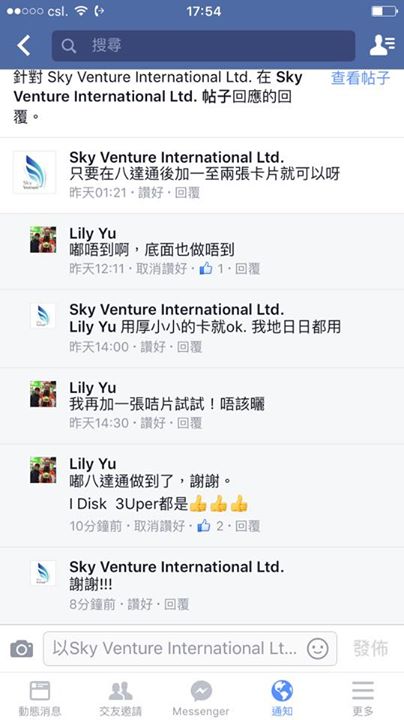 csl. 17:54
搜尋
針對 Sky Venture International Ltd. 在 Sky 查看帖子
Venture International Ltd. 帖子回應的回
覆。
Sky Venture International Ltd.
只要在八達通後加一至兩張卡片就可以呀
昨天01:21・讚好・回覆
Lily Yu
嘟唔到啊，底面也做唔到
昨天12:11・取消讚好・1・回覆
Sky Venture International Ltd.
Lily Yu 用厚小小的卡就ok. 我地日日都用
昨天14:00・讚好・回覆
Lily Yu
我再加一張咭片試試！唔該曬
昨天14:30・讚好・回覆
Lily Yu
嘟八達通做到了，謝謝。
I Disk 3Uper都是👍👍👍
10分鐘前・取消讚好・2・回覆
Sky Venture International Ltd.
謝謝!!!
8分鐘前・讚好・回覆
以Sky Venture International Lt... 發佈
動態消息 交友邀請 Messenger 通知 更多